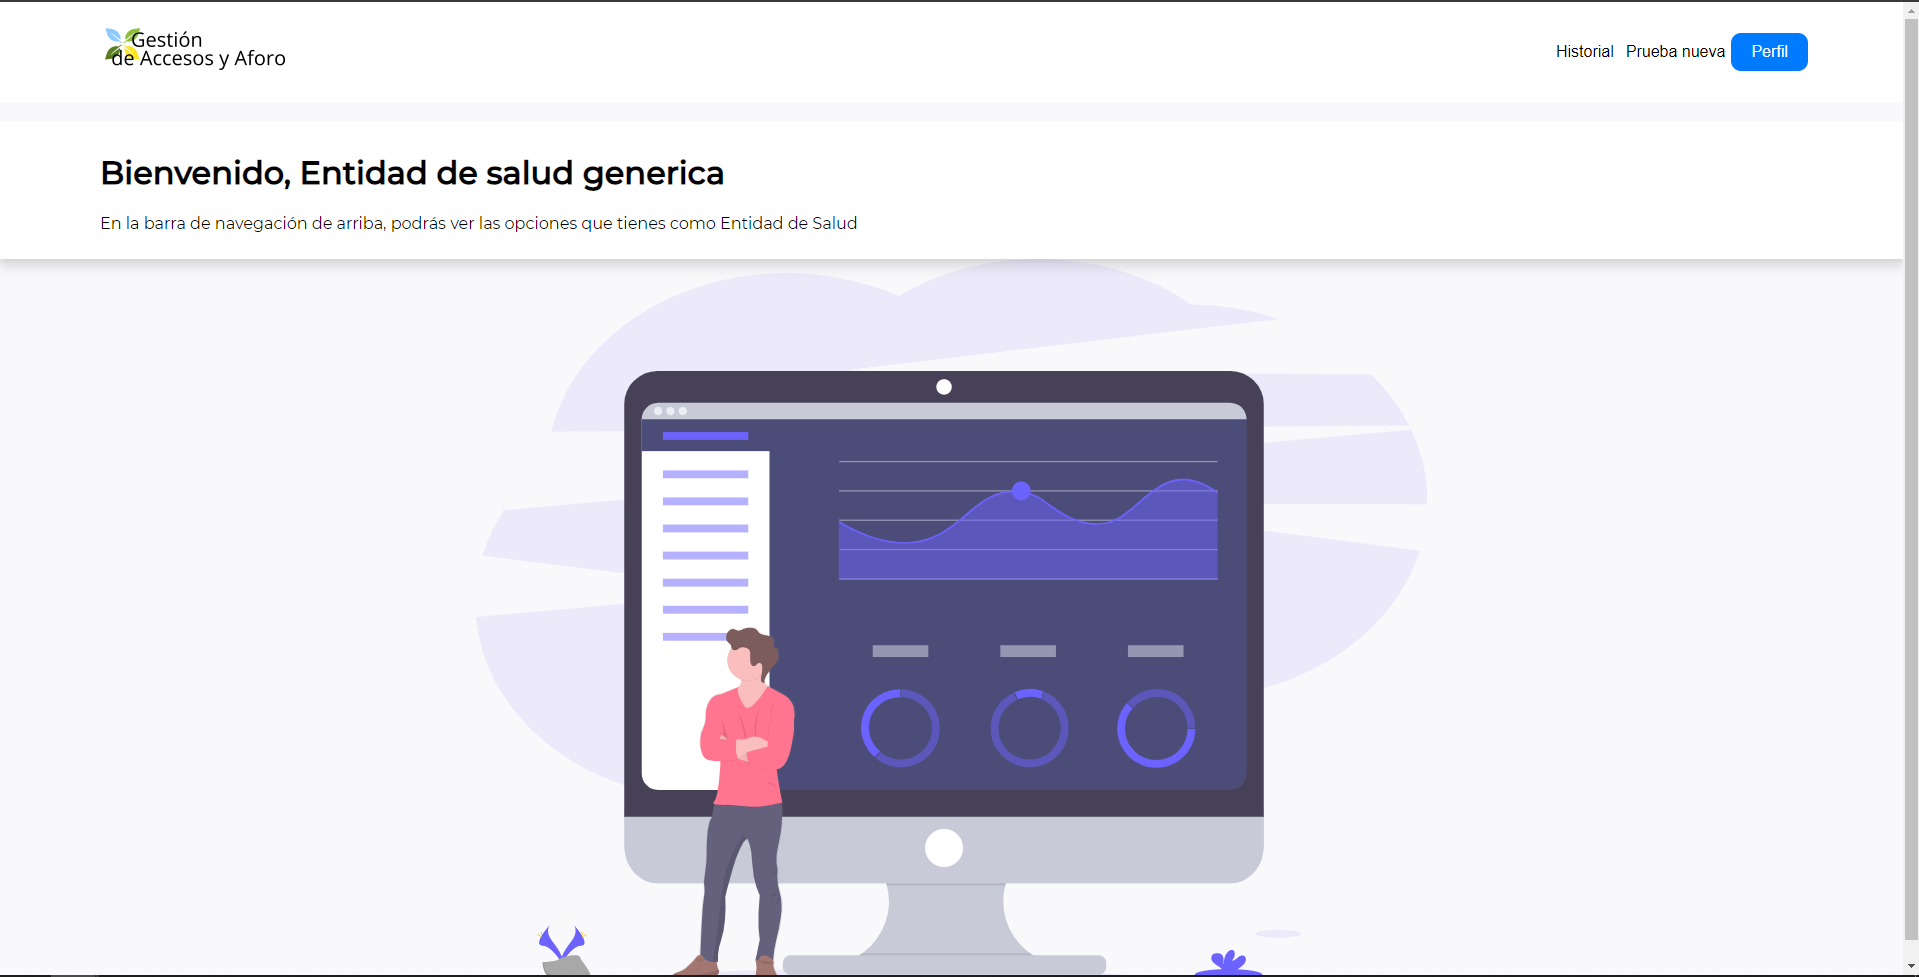 Gestión
de Accesos y Aforo
Historial Prueba nueva Perfil
Bienvenido, Entidad de salud generica
En la barra de navegación de arriba, podrás ver las opciones que tienes como Entidad de Salud